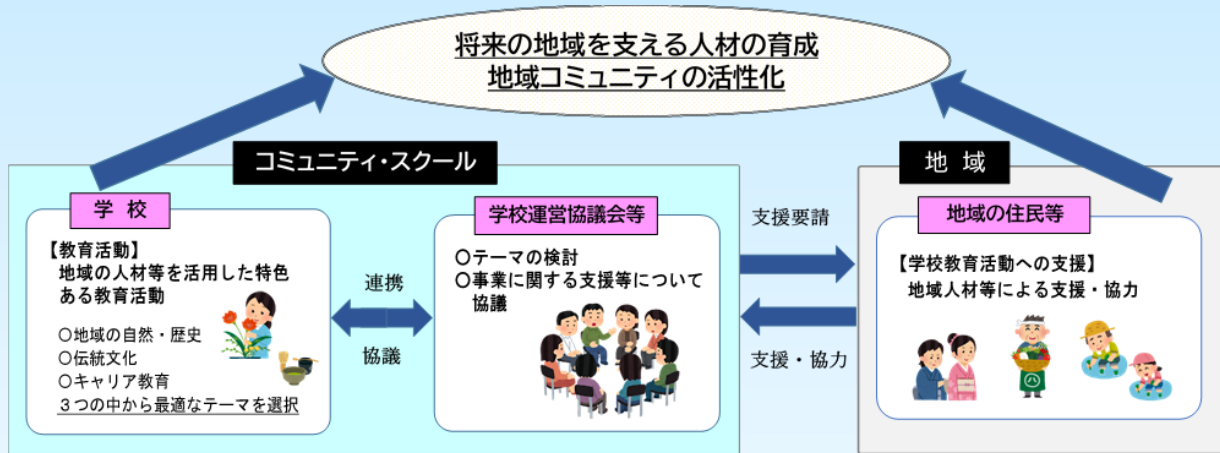 将来の地域を支える人材の育成
地域コミュニティの活性化
コミュニティ・スクール
学 校
【教育活動】
地域の人材等を活用した特色
ある教育活動
○地域の自然・歴史
○伝統文化
○キャリア教育
３つの中から最適なテーマを選択
連携
協議
学校運営協議会等
○テーマの検討
○事業に関する支援等について
協議
支援要請
支援・協力
地 域
地域の住民等
【学校教育活動への支援】
地域人材等による支援・協力
八